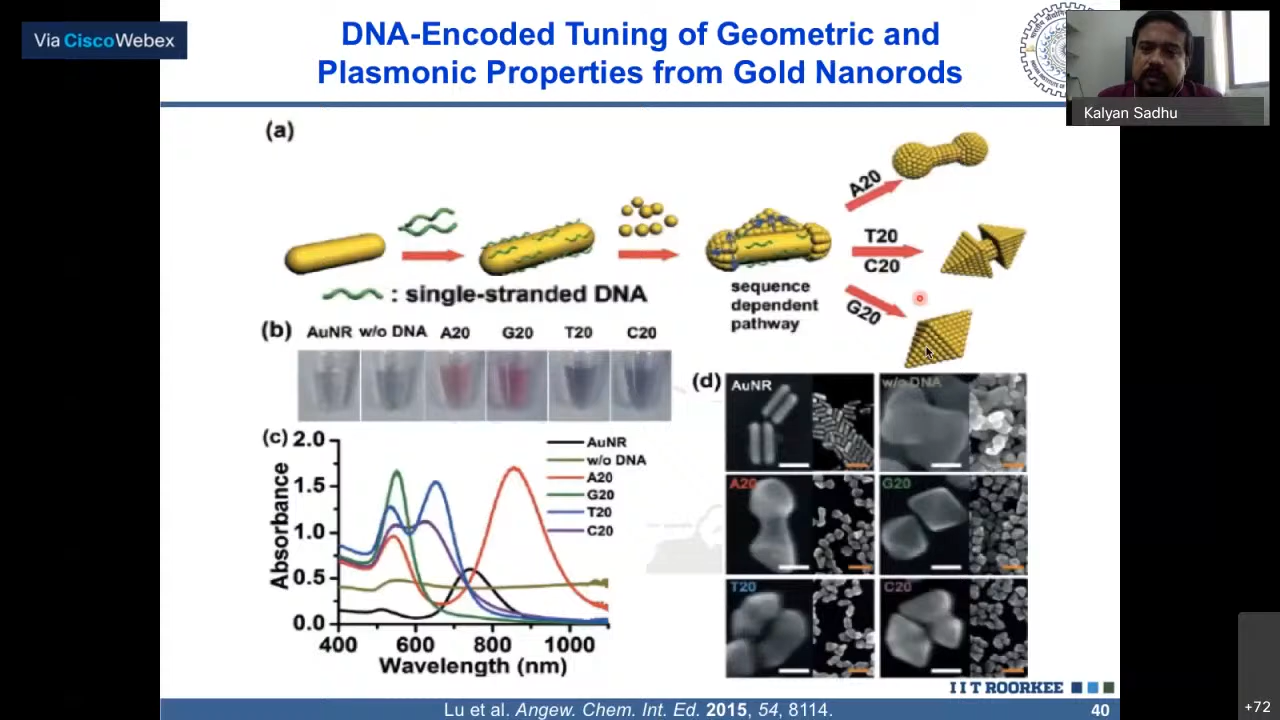 Via Cisco Webex
DNA-Encoded Tuning of Geometric and
Plasmonic Properties from Gold Nanorods
Kalyan Sadhu
(a)
A20
T20
C20
G20
: single-stranded DNA
sequence
dependent
pathway
(b)
AuNR
w/o DNA
A20
G20
T20
C20
(c)
2.0
1.5
1.0
0.5
0.0
Absorbance
400
600
800
1000
Wavelength (nm)
AuNR
w/o DNA
A20
G20
T20
C20
(d)
AuNR
w/o DNA
A20
G20
T20
C20
I I T ROORKEE
Lu et al. Angew. Chem. Int. Ed. 2015, 54, 8114.
40
+72